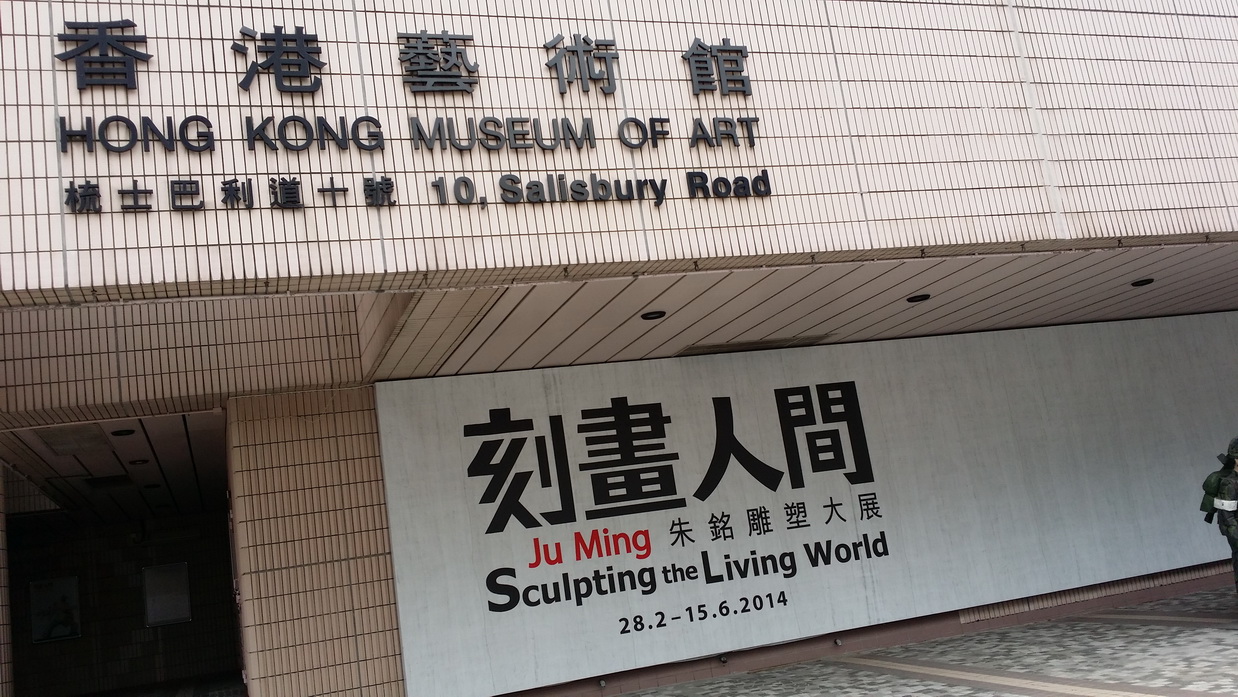 香港藝術館
HONG KONG MUSEUM OF ART
梳士巴利道十號 10, Salisbury Road
刻畫人間
Ju Ming 朱銘雕塑大展
Sculpting the Living World
28.2–15.6.2014